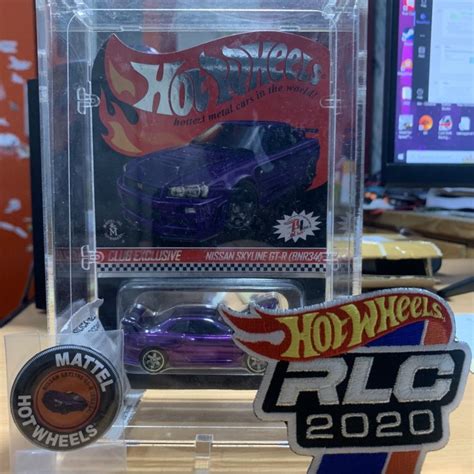 Hot Wheels
hottest metal cars in the world!
CLUB EXCLUSIVE
NISSAN SKYLINE GT-R (BNR34)
MATTEL
HOT WHEELS
HOT WHEELS
RLC
2020